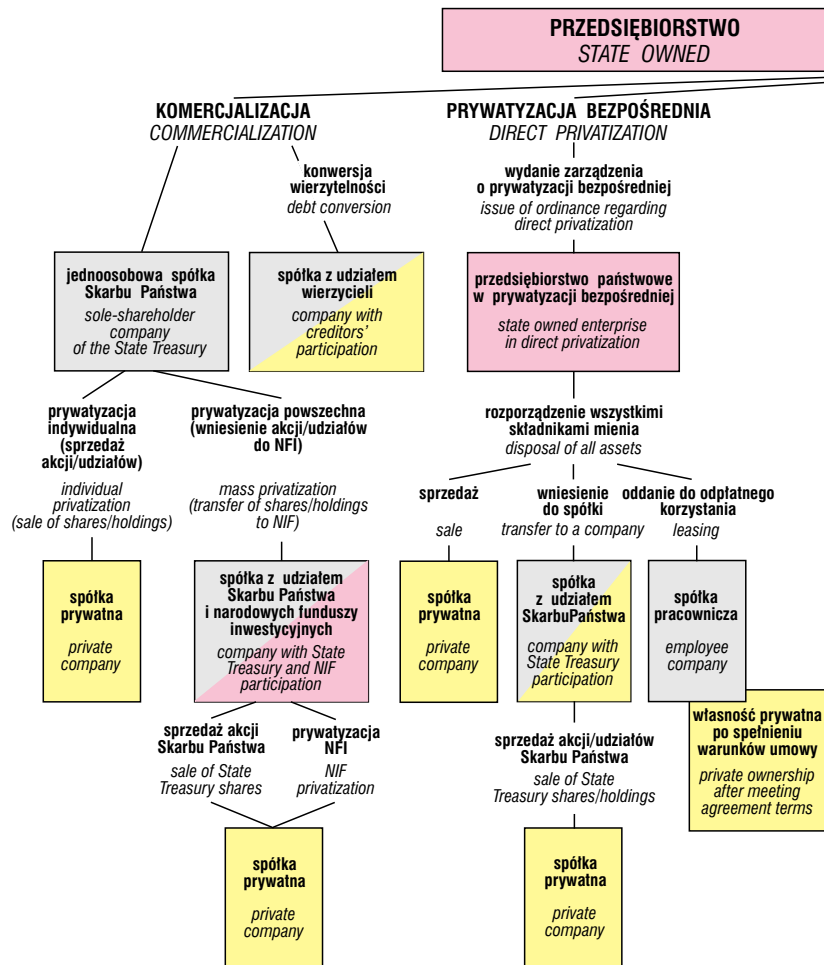 PRZEDSIĘBIORSTWO
STATE OWNED
KOMERCJALIZACJA
COMMERCIALIZATION
PRYWATYZACJA BEZPOŚREDNIA
DIRECT PRIVATIZATION
konwersja
wierzytelności
debt conversion
wydanie zarządzenia
o prywatyzacji bezpośredniej
issue of ordinance regarding
direct privatization
jednoosobowa spółka
Skarbu Państwa
sole-shareholder
company
of the State Treasury
spółka z udziałem
wierzycieli
company with
creditors'
participation
przedsiębiorstwo państwowe
w prywatyzacji bezpośredniej
state owned enterprise
in direct privatization
prywatyzacja
indywidualna
(sprzedaż
akcji/udziałów)
individual
privatization
(sale of shares/holdings)
prywatyzacja powszechna
(wniesienie akcji/udziałów
do NFI)
mass privatization
(transfer of shares/holdings
to NIF)
rozporządzenie wszystkimi
składnikami mienia
disposal of all assets
sprzedaż
sale
wniesienie
do spółki
transfer to a company
oddanie do odpłatnego
korzystania
leasing
spółka
prywatna
private
company
spółka z udziałem
Skarbu Państwa
i narodowych funduszy
inwestycyjnych
company with State
Treasury and NIF
participation
spółka
prywatna
private
company
spółka
z udziałem
SkarbuPaństwa
company with
State Treasury
participation
spółka
pracownicza
employee
company
własność prywatna
po spełnieniu
warunków umowy
private ownership
after meeting
agreement terms
sprzedaż akcji
Skarbu Państwa
sale of State
Treasury shares
prywatyzacja
NFI
NIF
privatization
sprzedaż akcji/udziałów
Skarbu Państwa
sale of State
Treasury shares/holdings
spółka
prywatna
private
company
spółka
prywatna
private
company